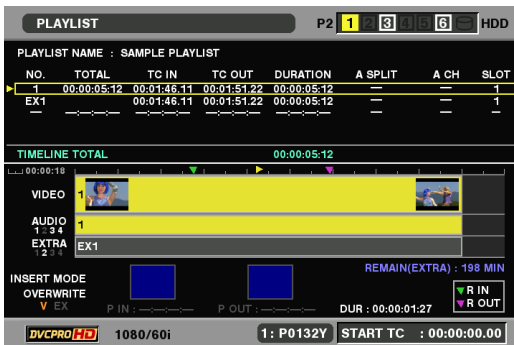 PLAYLIST P2 1 2 3 4 5 6 HDD
PLAYLIST NAME : SAMPLE PLAYLIST
NO. TOTAL TC IN TC OUT DURATION A SPLIT A CH SLOT
1 00:00:05:12 00:01:46.11 00:01:51.22 00:00:05:12 — — 1
EX1 00:01:46.11 00:01:51.22 00:00:05:12 — — 1
— —:—:—:— —:—:—:— —:—:—:— —:—:—:— — — —
TIMELINE TOTAL 00:00:05:12
00:00:18
VIDEO 1
AUDIO 1
1 2 3 4
EXTRA EX1
1 2 3 4
REMAIN(EXTRA) : 198 MIN
INSERT MODE
OVERWRITE
V EX
P IN : —:—:—:— P OUT : —:—:—:— DUR : 00:00:01:27
R IN
R OUT
DVCPRO HD 1080/60i 1: P0132Y START TC : 00:00:00.00